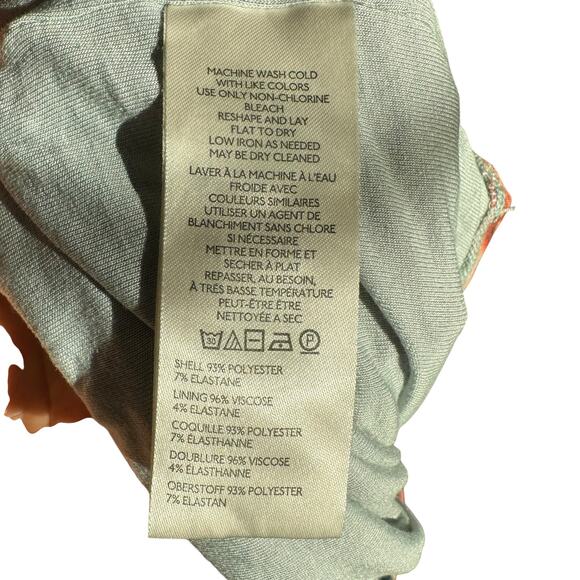 MACHINE WASH COLD
WITH LIKE COLORS
USE ONLY NON-CHLORINE
BLEACH
RESHAPE AND LAY
FLAT TO DRY
LOW IRON AS NEEDED
MAY BE DRY CLEANED
LAVER À LA MACHINE À L'EAU
FROIDE AVEC
COULEURS SIMILAIRES
UTILISER UN AGENT DE
BLANCHIMENT SANS CHLORE
SI NÉCESSAIRE
METTRE EN FORME ET
SECHER À PLAT
REPASSER, AU BESOIN,
À TRÈS BASSE TEMPÉRATURE
PEUT-ÊTRE ÊTRE
NETTOYÉE A SEC
30 P
SHELL 93% POLYESTER
7% ELASTANE
LINING 96% VISCOSE
4% ELASTANE
COQUILLE 93% POLYESTER
7% ÉLASTHANNE
DOUBLURE 96% VISCOSE
4% ÉLASTHANNE
OBERSTOFF 93% POLYESTER
7% ELASTAN